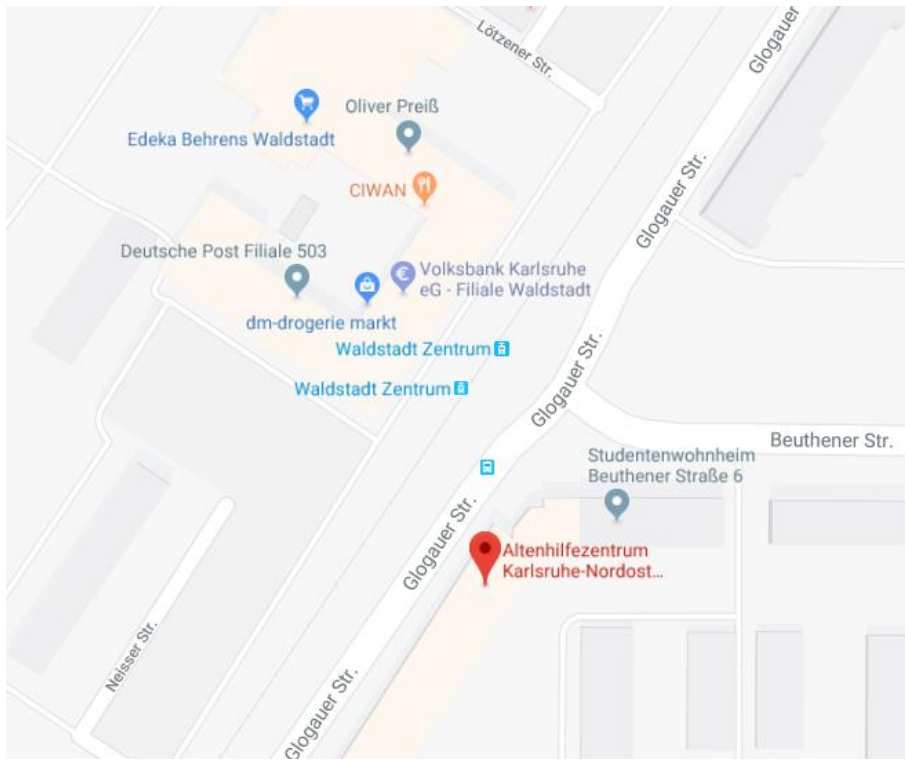 Lötzener Str.
Glogauer
Oliver Preiß
Edeka Behrens Waldstadt
CIWAN
Glogauer Str.
Deutsche Post Filiale 503
Volksbank Karlsruhe
eG - Filiale Waldstadt
dm-drogerie markt
Waldstadt Zentrum
Waldstadt Zentrum
Glogauer Str.
Beuthener Str.
Studentenwohnheim
Beuthener Straße 6
Glogauer Str.
Altenhilfezentrum
Karlsruhe-Nordost...
Neisser Str.
Glogauer Str.